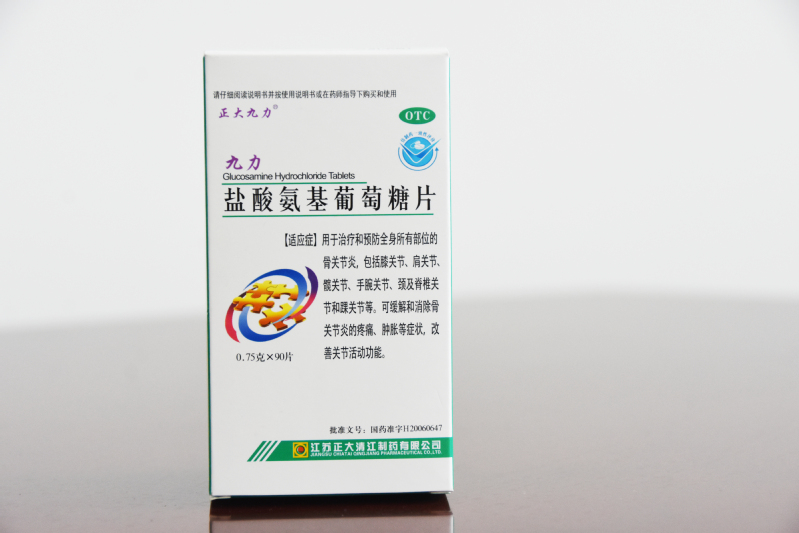 请仔细阅读说明书并按使用说明书或在药师指导下购买和使用
正大九力®
OTC
九力
Glucosamine Hydrochloride Tablets
盐酸氨基葡萄糖片
【适应症】用于治疗和预防全身所有部位的
骨关节炎,包括膝关节、肩关节、
髋关节、手腕关节、颈及脊椎关
节和踝关节等。可缓解和消除骨
关节炎的疼痛、肿胀等症状,改
善关节活动功能。
0.75克×90片
批准文号:国药准字H20060647
江苏正大清江制药有限公司
JIANGSU CHIATAI QINGJIANG PHARMACEUTICAL CO.,LTD.